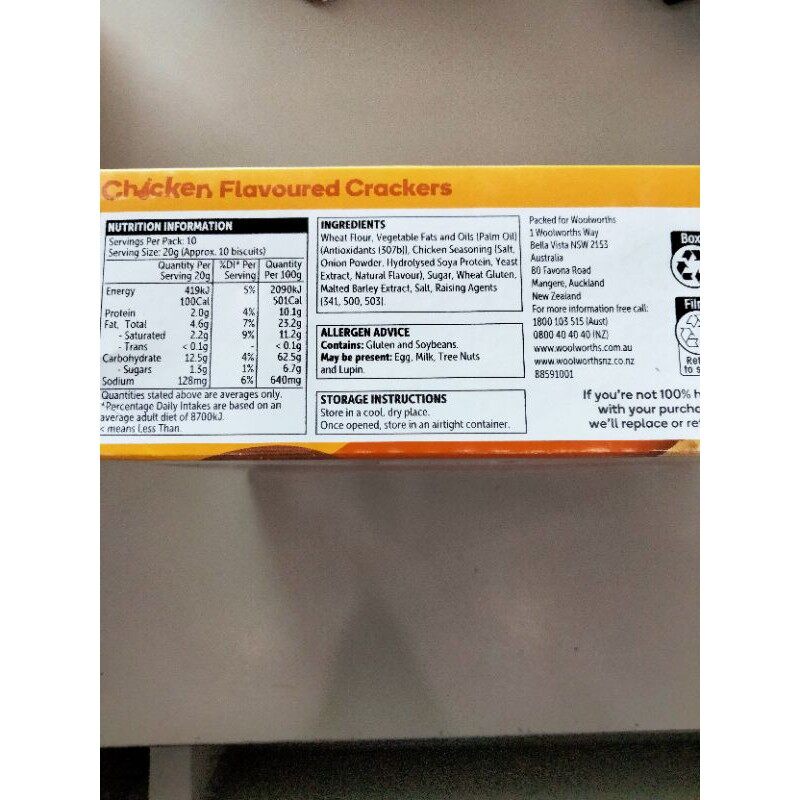 Chicken Flavoured Crackers
NUTRITION INFORMATION
Servings Per Pack: 10
Serving Size: 20g (Approx. 10 biscuits)
Quantity Per Serving 20g %DI* Per Serving Quantity Per 100g
Energy 419kJ 5% 2090kJ
100Cal 501Cal
Protein 2.0g 4% 10.1g
Fat, Total 4.6g 7% 23.2g
- Saturated 2.2g 9% 11.2g
- Trans < 0.1g < 0.1g
Carbohydrate 12.5g 4% 62.5g
- Sugars 1.3g 1% 6.7g
Sodium 128mg 6% 640mg
Quantities stated above are averages only.
*Percentage Daily Intakes are based on an
average adult diet of 8700kJ.
< means Less Than.
INGREDIENTS
Wheat Flour, Vegetable Fats and Oils [Palm Oil
(Antioxidants (307b)], Chicken Seasoning [Salt,
Onion Powder, Hydrolysed Soya Protein, Yeast
Extract, Natural Flavour), Sugar, Wheat Gluten,
Malted Barley Extract, Salt, Raising Agents
(341, 500, 503).
ALLERGEN ADVICE
Contains: Gluten and Soybeans.
May be present: Egg, Milk, Tree Nuts
and Lupin.
STORAGE INSTRUCTIONS
Store in a cool, dry place.
Once opened, store in an airtight container.
Packed for Woolworths
1 Woolworths Way
Bella Vista NSW 2153
Australia
80 Favona Road
Mangere, Auckland
New Zealand
For more information free call:
1800 103 515 (Aust)
0800 40 40 40 (NZ)
www.woolworths.com.au
www.woolworthsnz.co.nz
88591001
If you're not 100% h
with your purcha
we'll replace or re
Box
Fil
Ret
to s